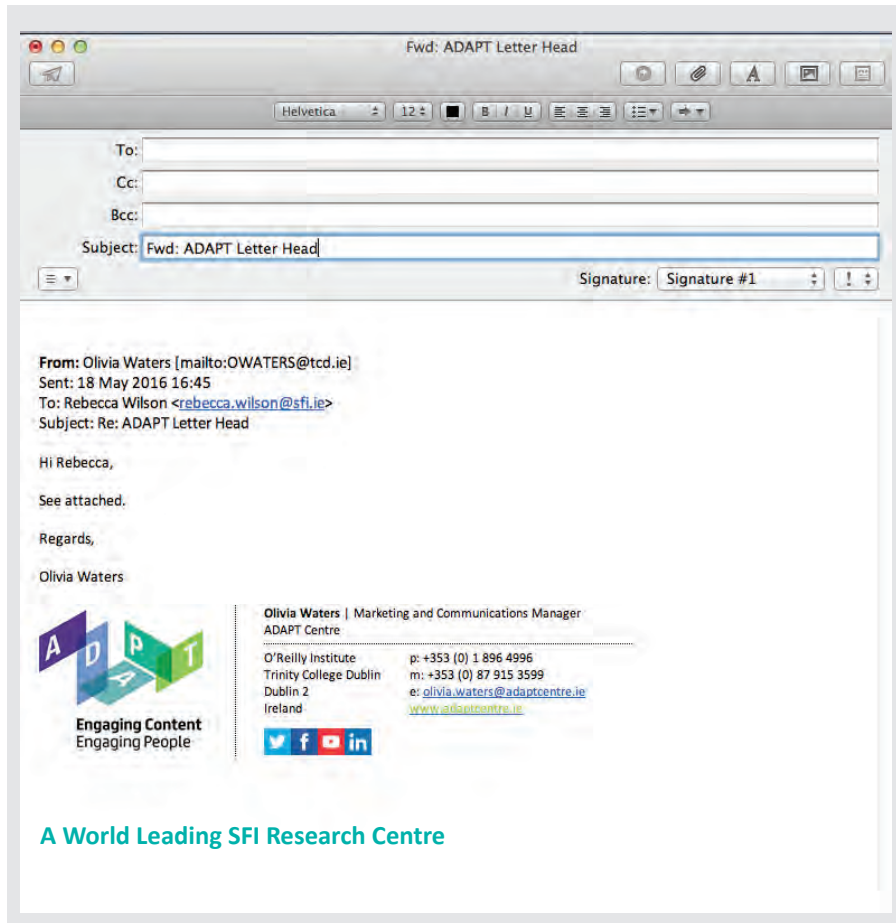 Fwd: ADAPT Letter Head
A
Helvetica 12 B I U
To:
Cc:
Bcc:
Subject: Fwd: ADAPT Letter Head
Signature: Signature #1 !
From: Olivia Waters [mailto:OWATERS@tcd.ie]
Sent: 18 May 2016 16:45
To: Rebecca Wilson <rebecca.wilson@sfi.ie>
Subject: Re: ADAPT Letter Head
Hi Rebecca,
See attached.
Regards,
Olivia Waters
ADAPT
Engaging Content
Engaging People
Olivia Waters | Marketing and Communications Manager
ADAPT Centre
O'Reilly Institute p: +353 (0) 1 896 4996
Trinity College Dublin m: +353 (0) 87 915 3599
Dublin 2 e: olivia.waters@adaptcentre.ie
Ireland www.adaptcentre.ie
f in
A World Leading SFI Research Centre